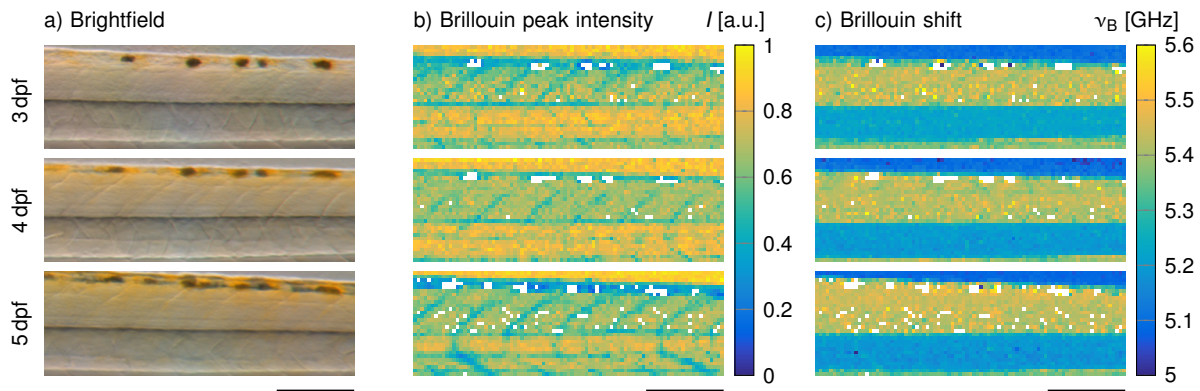 a) Brightfield
b) Brillouin peak intensity
I [a.u.]
c) Brillouin shift
νB [GHz]
3 dpf
4 dpf
5 dpf
1
0.8
0.6
0.4
0.2
0
5.6
5.5
5.4
5.3
5.2
5.1
5